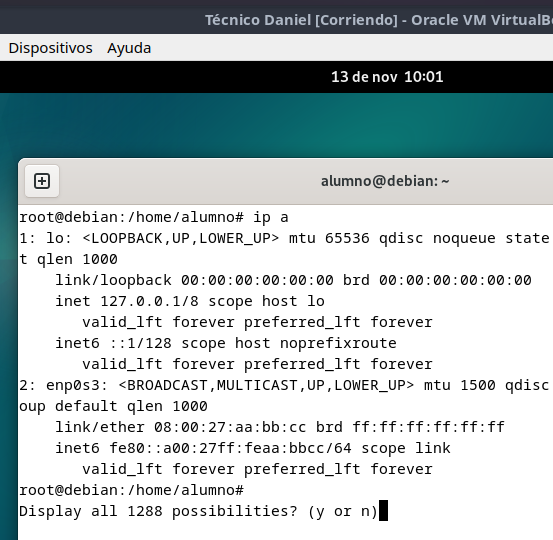 Técnico Daniel [Corriendo] - Oracle VM VirtualB
Dispositivos Ayuda
13 de nov 10:01
alumno@debian: ~
root@debian:/home/alumno# ip a
1: lo: <LOOPBACK,UP,LOWER_UP> mtu 65536 qdisc noqueue state
t qlen 1000
    link/loopback 00:00:00:00:00:00 brd 00:00:00:00:00:00
    inet 127.0.0.1/8 scope host lo
       valid_lft forever preferred_lft forever
    inet6 ::1/128 scope host noprefixroute
       valid_lft forever preferred_lft forever
2: enp0s3: <BROADCAST,MULTICAST,UP,LOWER_UP> mtu 1500 qdisc
oup default qlen 1000
    link/ether 08:00:27:aa:bb:cc brd ff:ff:ff:ff:ff:ff
    inet6 fe80::a00:27ff:feaa:bbcc/64 scope link
       valid_lft forever preferred_lft forever
root@debian:/home/alumno#
Display all 1288 possibilities? (y or n)